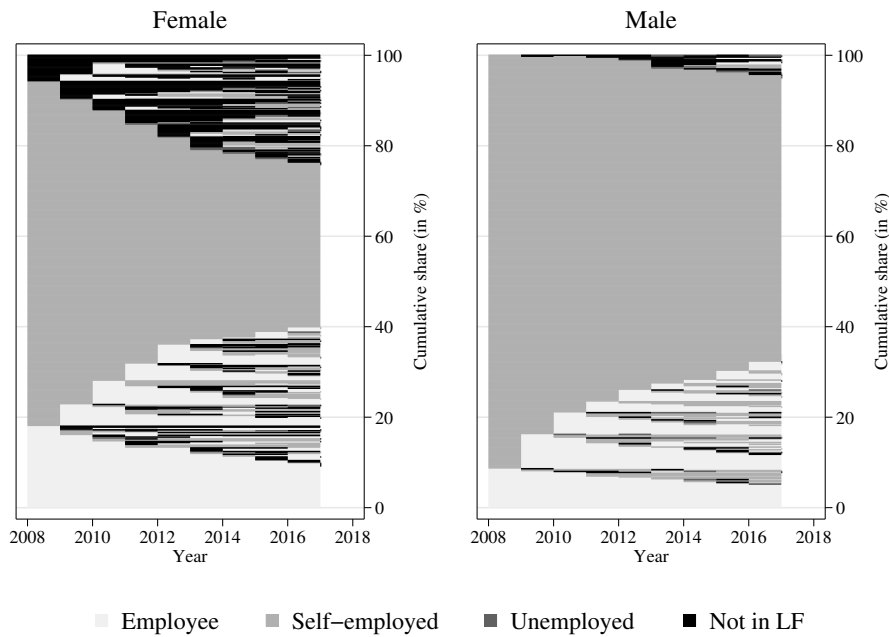 Female
Male
100
80
60
40
20
0
Cumulative share (in %)
2008 2010 2012 2014 2016 2018
Year
100
80
60
40
20
0
Cumulative share (in %)
2008 2010 2012 2014 2016 2018
Year
Employee Self−employed Unemployed Not in LF